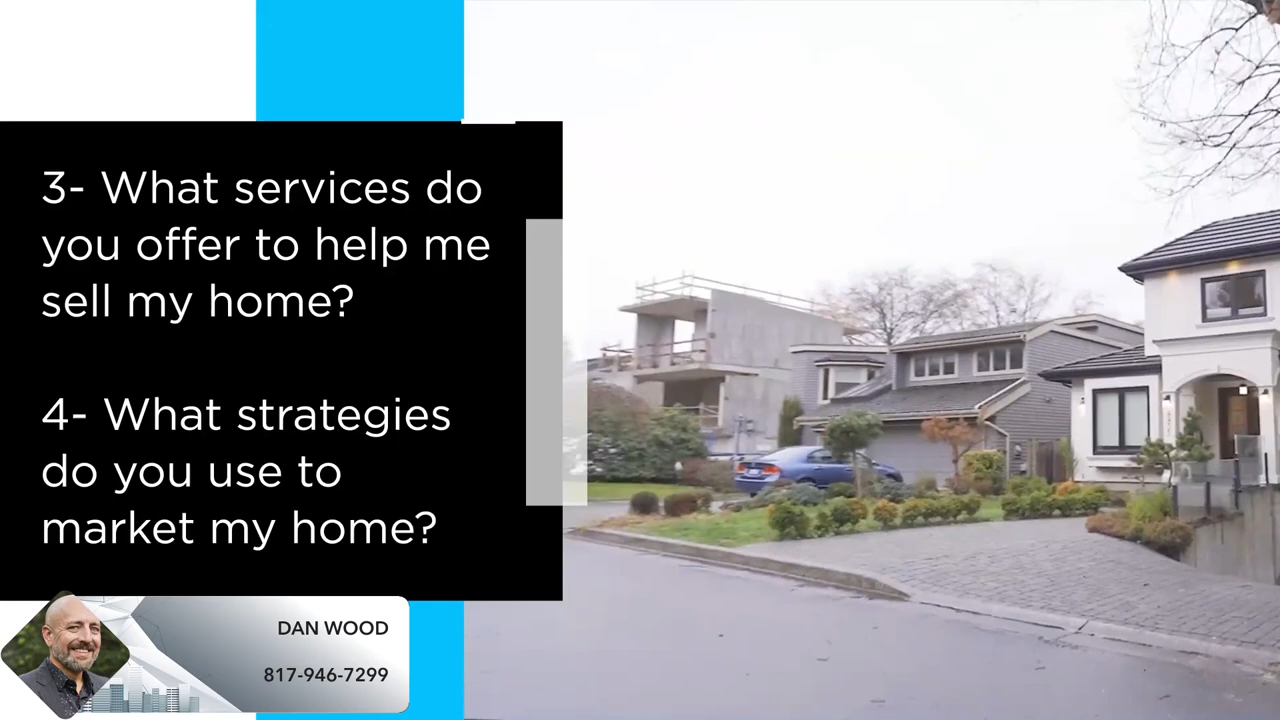 3- What services do
you offer to help me
sell my home?
4- What strategies
do you use to
market my home?
DAN WOOD
817-946-7299